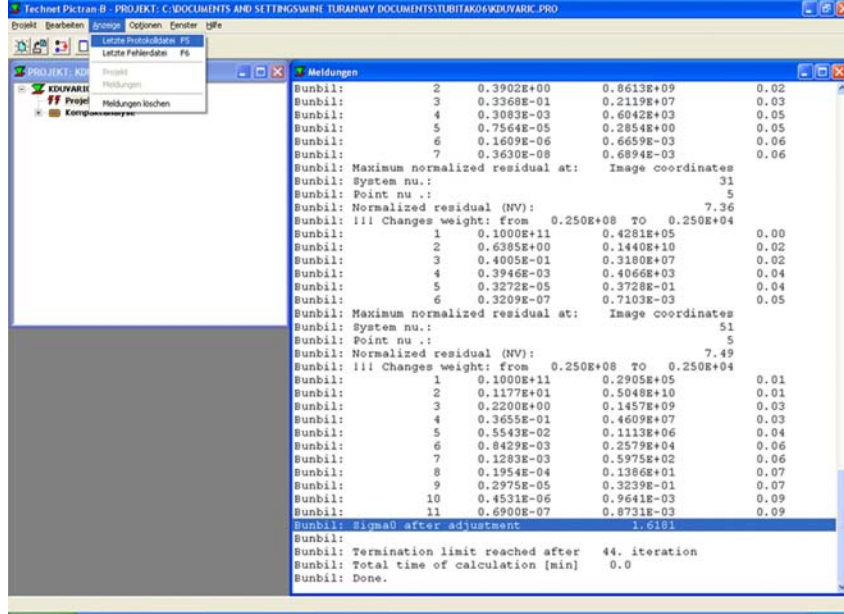 Technet Pictran-B - PROJEKT: C:\DOCUMENTS AND SETTINGS\MINE TURAN\MY DOCUMENTS\TUBITAK06\KDUVARIC.PRO
Projekt Bearbeiten Anzeige Optionen Fenster Hilfe
Letzte Protokolldatei F5
Letzte Fehlerdatei F6
Projekt
Meldungen
Meldungen löschen
PROJEKT: KD
KDUVARIC
Projel
Kompaktanalyse
Meldungen
Bunbil: 2 0.3902E+00 0.8613E+09 0.02
Bunbil: 3 0.3368E-01 0.2119E+07 0.03
Bunbil: 4 0.3083E-03 0.6042E+03 0.05
Bunbil: 5 0.7564E-05 0.2854E+00 0.05
Bunbil: 6 0.1609E-06 0.6659E-03 0.06
Bunbil: 7 0.3630E-08 0.6894E-03 0.06
Bunbil: Maximum normalized residual at: Image coordinates
Bunbil: System nu.: 31
Bunbil: Point nu .: 5
Bunbil: Normalized residual (NV): 7.36
Bunbil: !!! Changes weight: from 0.250E+08 TO 0.250E+04
Bunbil: 1 0.1000E+11 0.4281E+05 0.00
Bunbil: 2 0.6385E+00 0.1440E+10 0.02
Bunbil: 3 0.4005E-01 0.3180E+07 0.02
Bunbil: 4 0.3946E-03 0.4066E+03 0.04
Bunbil: 5 0.3272E-05 0.3728E-01 0.04
Bunbil: 6 0.3209E-07 0.7103E-03 0.05
Bunbil: Maximum normalized residual at: Image coordinates
Bunbil: System nu.: 51
Bunbil: Point nu .: 5
Bunbil: Normalized residual (NV): 7.49
Bunbil: !!! Changes weight: from 0.250E+08 TO 0.250E+04
Bunbil: 1 0.1000E+11 0.2905E+05 0.01
Bunbil: 2 0.1177E+01 0.5048E+10 0.01
Bunbil: 3 0.2200E+00 0.1457E+09 0.03
Bunbil: 4 0.3655E-01 0.4609E+07 0.03
Bunbil: 5 0.5543E-02 0.1113E+06 0.04
Bunbil: 6 0.8429E-03 0.2579E+04 0.06
Bunbil: 7 0.1283E-03 0.5975E+02 0.06
Bunbil: 8 0.1954E-04 0.1386E+01 0.07
Bunbil: 9 0.2975E-05 0.3239E-01 0.07
Bunbil: 10 0.4531E-06 0.9641E-03 0.09
Bunbil: 11 0.6900E-07 0.8731E-03 0.09
Bunbil: Sigma0 after adjustment 1.6181
Bunbil:
Bunbil: Termination limit reached after 44. iteration
Bunbil: Total time of calculation [min] 0.0
Bunbil: Done.